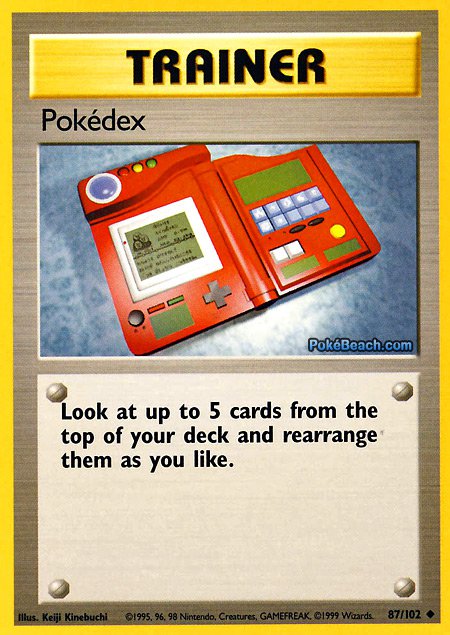 TRAINER
Pokédex
PokéBeach.com
Look at up to 5 cards from the
top of your deck and rearrange
them as you like.
Illus. Keiji Kinebuchi ©1995, 96, 98 Nintendo, Creatures, GAMEFREAK. ©1999 Wizards. 87/102